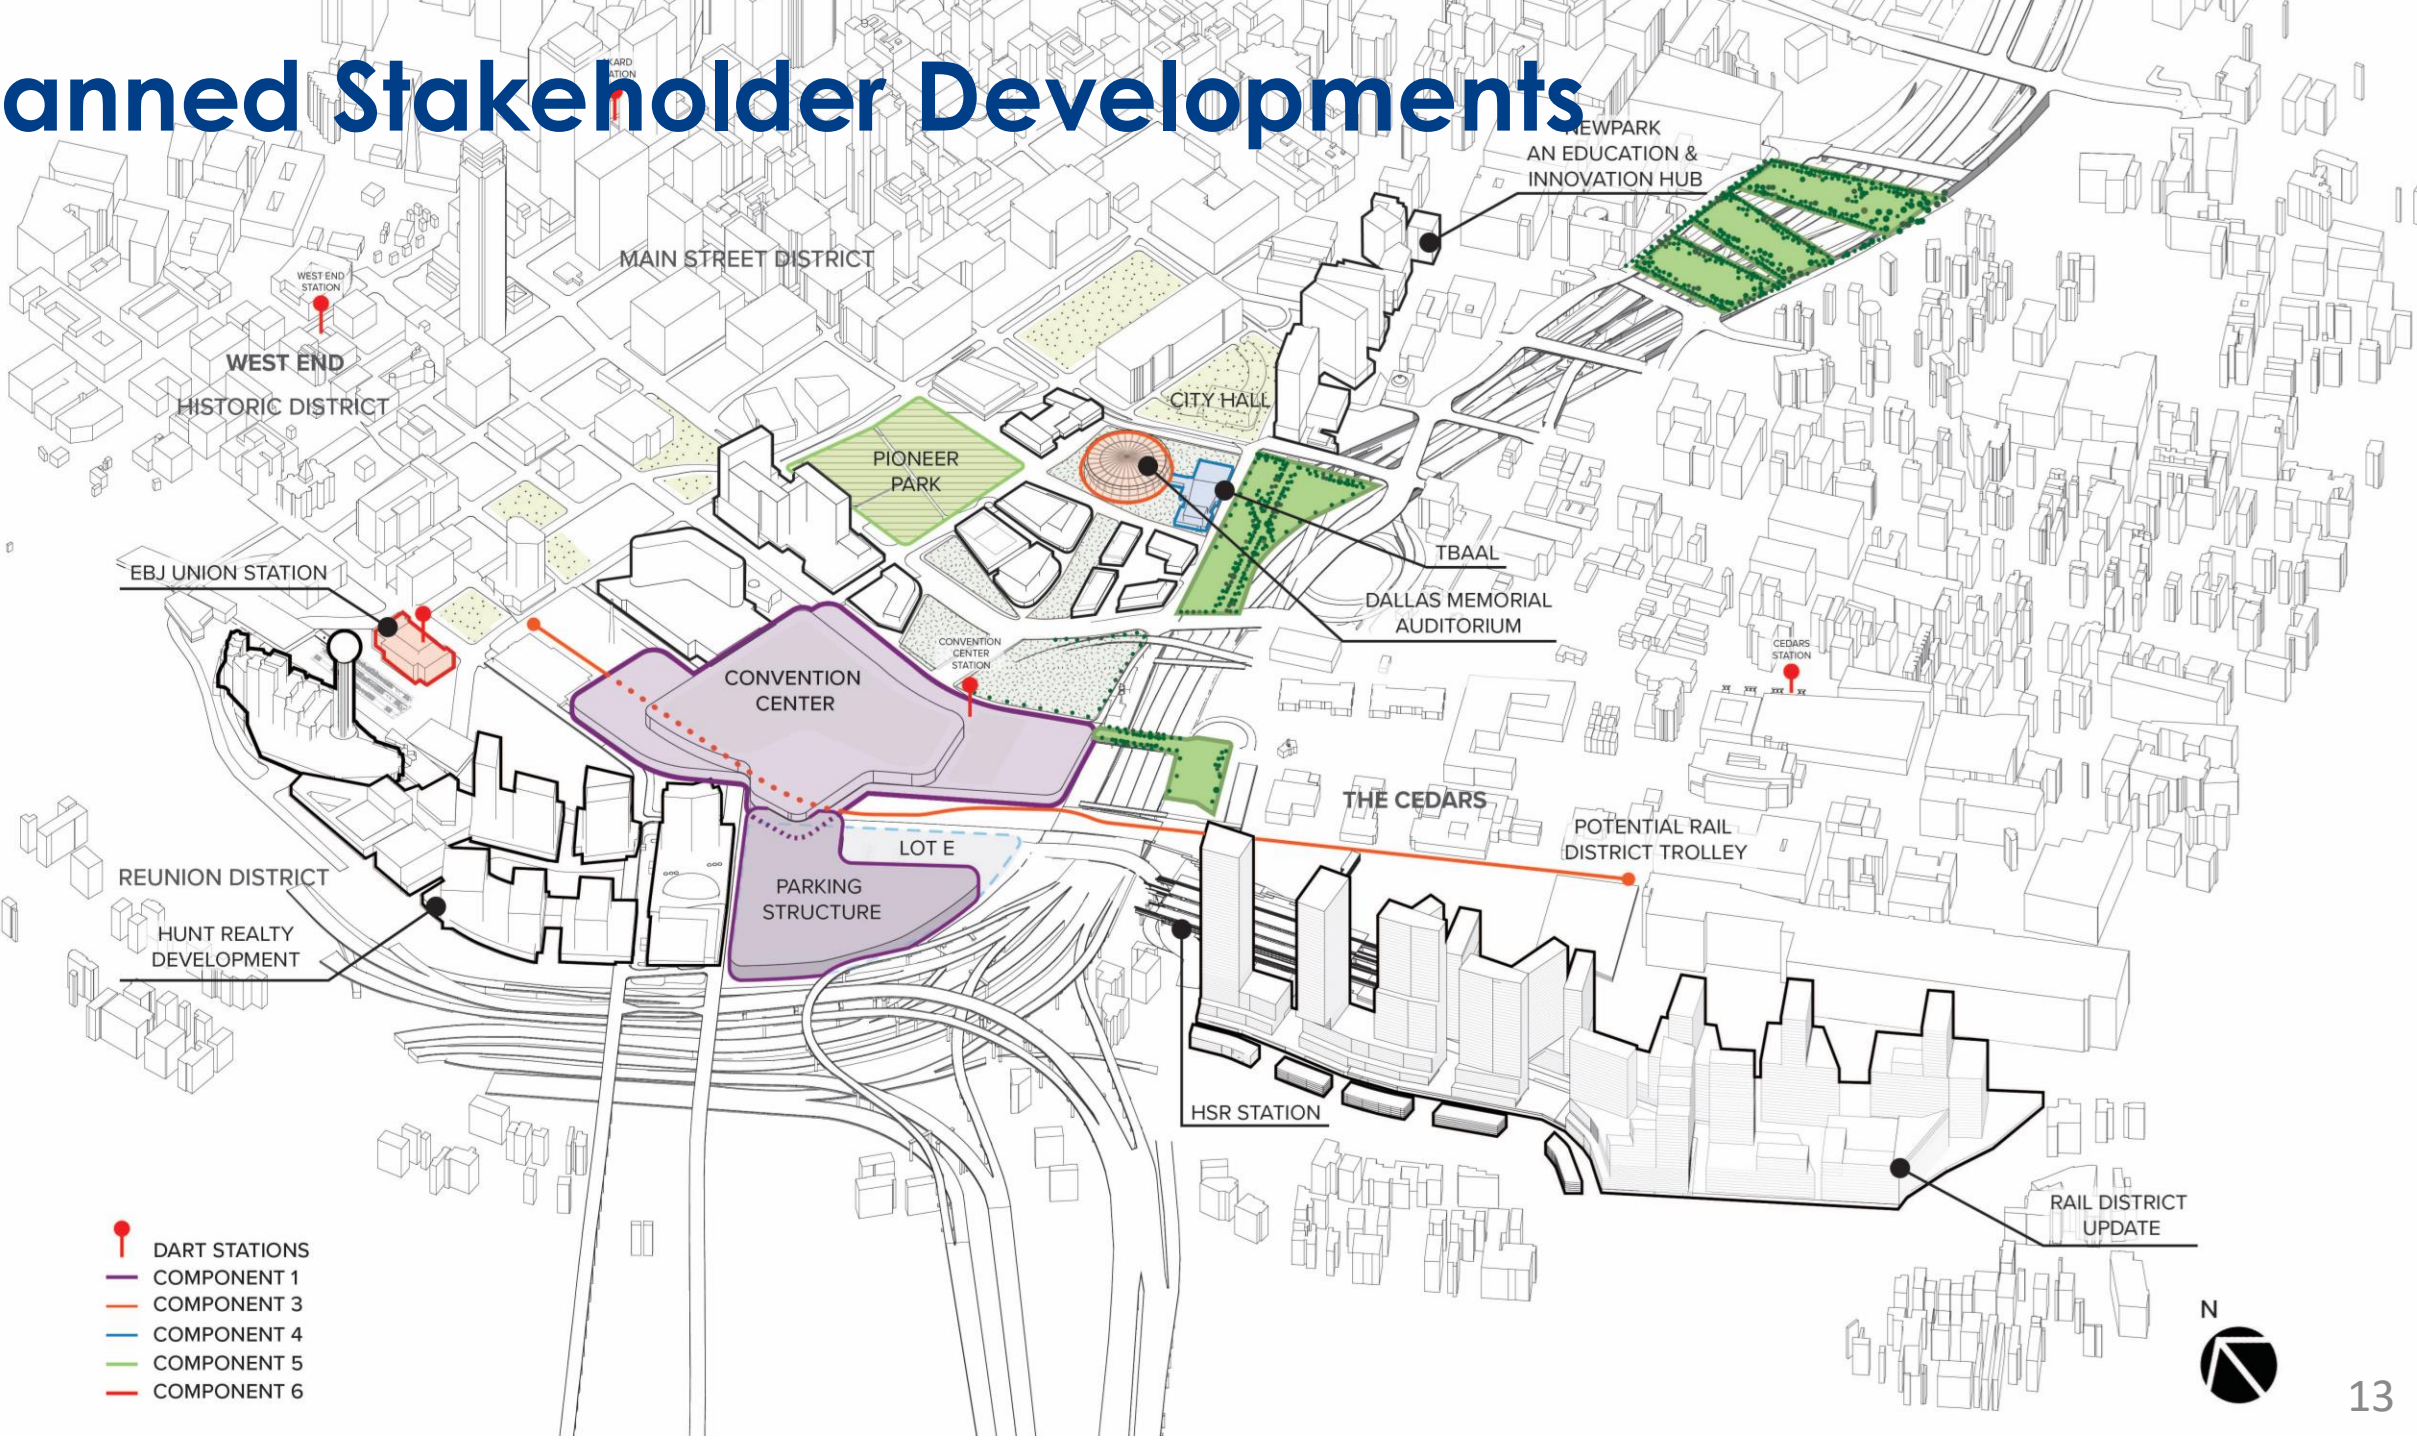 anned Stakeholder Developments
NEWPARK
AN EDUCATION &
INNOVATION HUB
MAIN STREET DISTRICT
WEST END
STATION
WEST END
HISTORIC DISTRICT
CITY HALL
PIONEER
PARK
TBAAL
EBJ UNION STATION
DALLAS MEMORIAL
AUDITORIUM
CONVENTION
CENTER
STATION
CEDARS
STATION
CONVENTION
CENTER
THE CEDARS
POTENTIAL RAIL
DISTRICT TROLLEY
LOT E
REUNION DISTRICT
PARKING
STRUCTURE
HUNT REALTY
DEVELOPMENT
HSR STATION
RAIL DISTRICT
UPDATE
DART STATIONS
COMPONENT 1
COMPONENT 3
COMPONENT 4
COMPONENT 5
COMPONENT 6
N
13